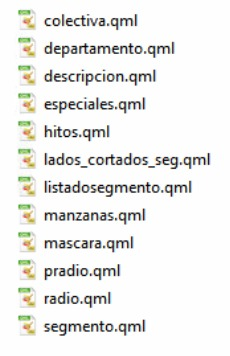 colectiva.qml
departamento.qml
descripcion.qml
especiales.qml
hitos.qml
lados_cortados_seg.qml
listadosegmento.qml
manzanas.qml
mascara.qml
pradio.qml
radio.qml
segmento.qml